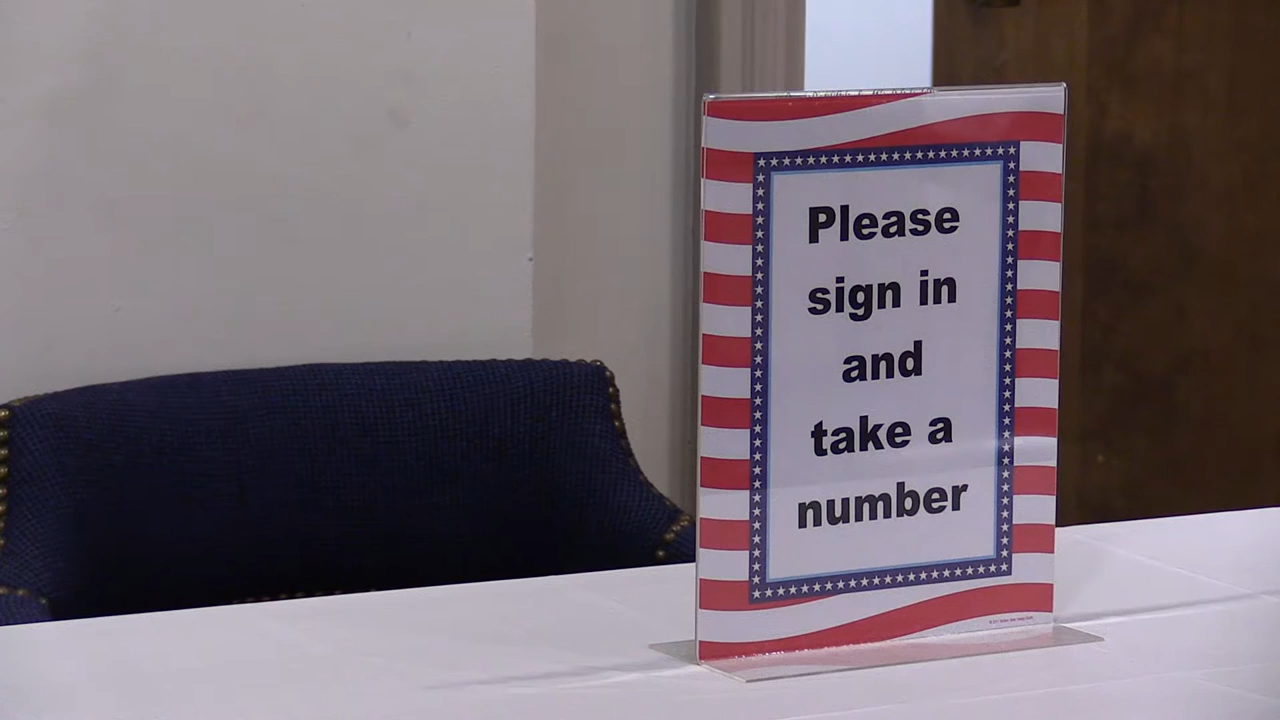 Please
sign in
and
take a
number